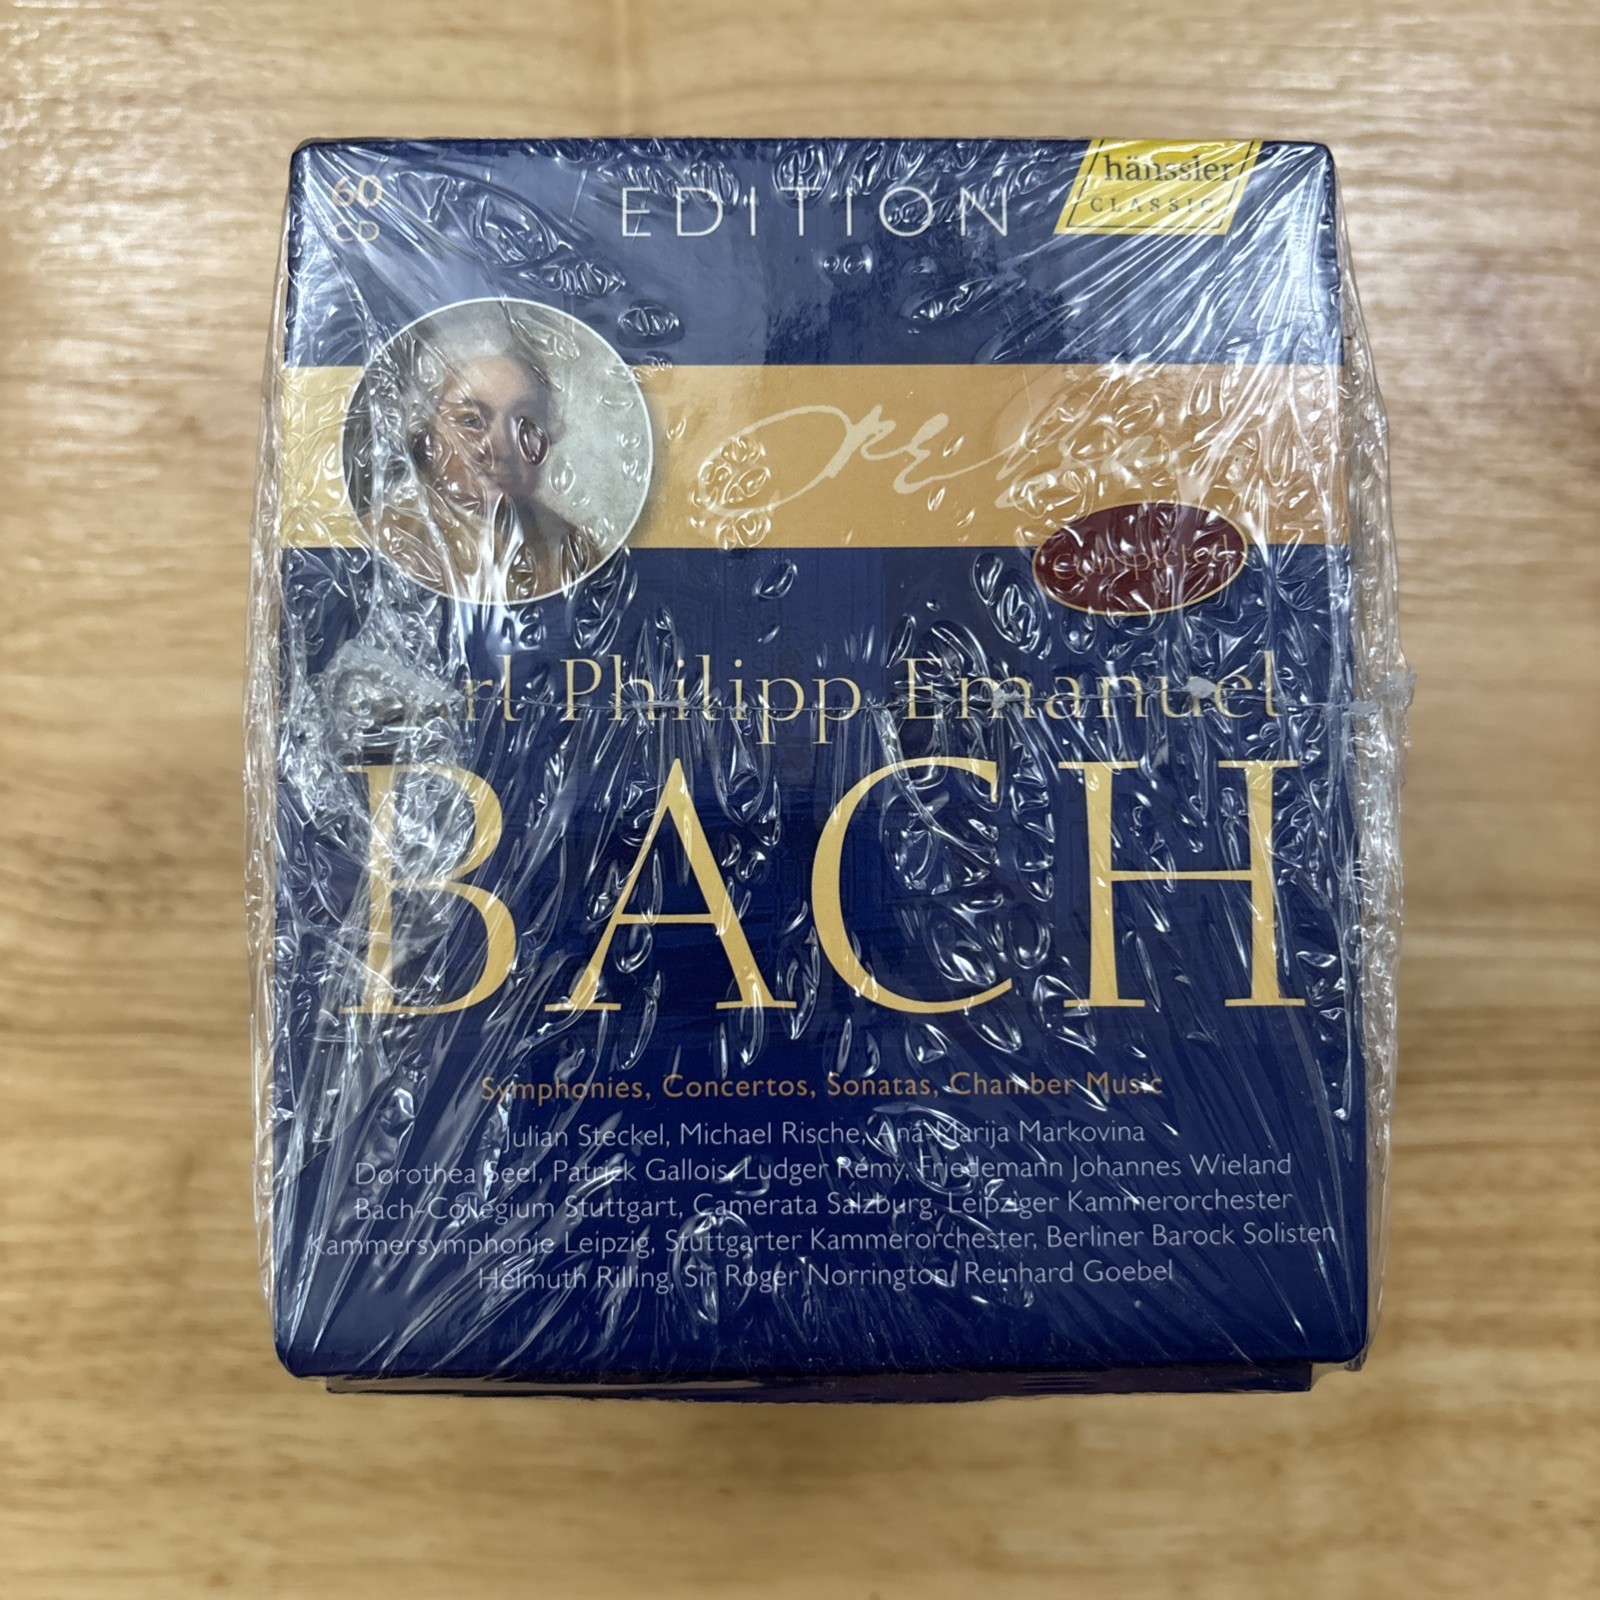 60
CD
EDITION
hänssler
CLASSIC
completed
Carl Philipp Emanuel
BACH
Symphonies, Concertos, Sonatas, Chamber Music
Julian Steckel, Michael Rische, Ana-Marija Markovina
Dorothea Seel, Patrick Gallois, Ludger Rémy, Friedemann Johannes Wieland
Bach-Collegium Stuttgart, Camerata Salzburg, Leipziger Kammerorchester
Kammersymphonie Leipzig, Stuttgarter Kammerorchester, Berliner Barock Solisten
Helmuth Rilling, Sir Roger Norrington, Reinhard Goebel